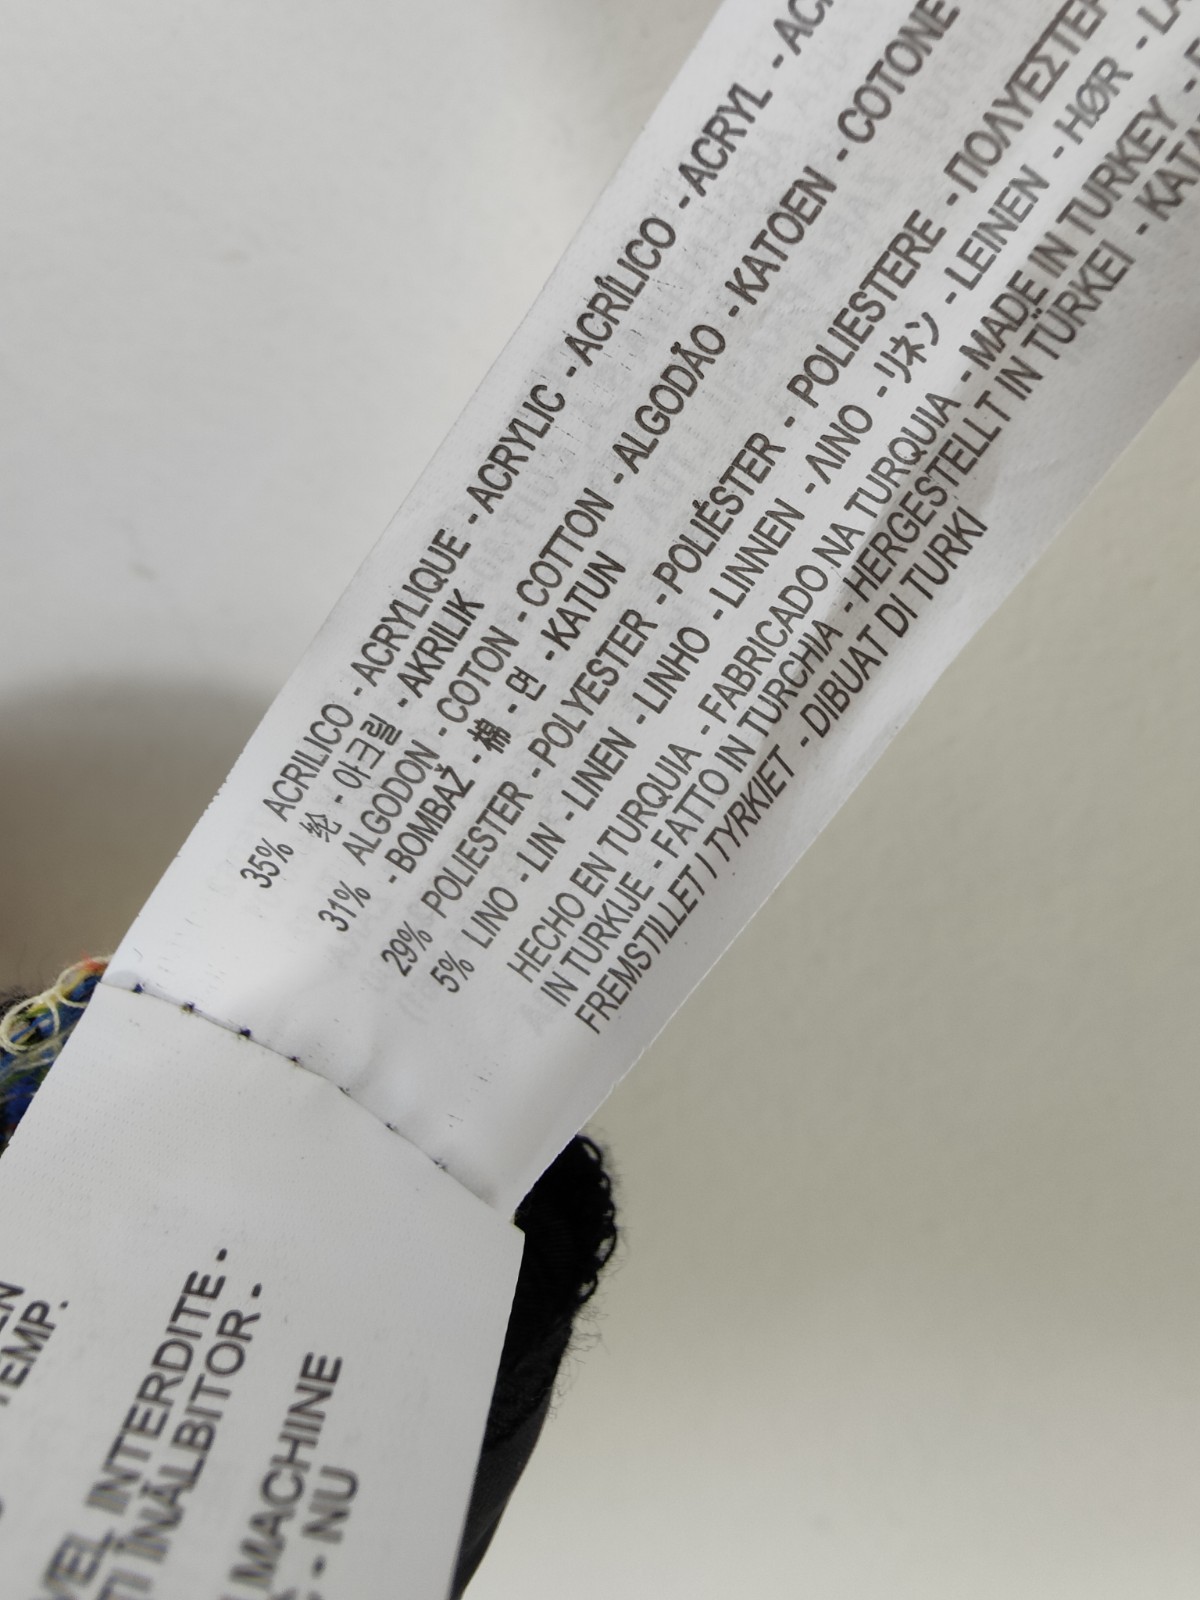 35% ACRILICO - ACRYLIQUE - ACRYLIC - ACRÍLICO - ACRYL -
纶 - 아크릴 - AKRILIK
31% ALGODON - COTON - COTTON - ALGODÃO - KATOEN - COTONE
- BOMBAŽ - 棉 - 면 - KATUN
29% POLIESTER - POLYESTER - POLIÉSTER - POLIESTERE - ΠΟΛΥΕΣΤΕΡ
5% LINO - LIN - LINEN - LINHO - LINNEN - ΛΙΝΟ - リネン - LEINEN - HØR -
HECHO EN TURQUIA - FABRICADO NA TURQUIA - MADE IN TURKEY -
IN TURKIJE - FATTO IN TURCHIA - HERGESTELLT IN TÜRKEI -
FREMSTILLET I TYRKIET - DIBUAT DI TURKI
TEMP.
INTERDITE -
ÎNĂLBITOR -
MACHINE
- NU